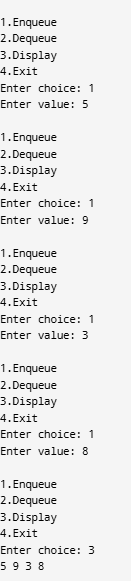 1.Enqueue
2.Dequeue
3.Display
4.Exit
Enter choice: 1
Enter value: 5
1.Enqueue
2.Dequeue
3.Display
4.Exit
Enter choice: 1
Enter value: 9
1.Enqueue
2.Dequeue
3.Display
4.Exit
Enter choice: 1
Enter value: 3
1.Enqueue
2.Dequeue
3.Display
4.Exit
Enter choice: 1
Enter value: 8
1.Enqueue
2.Dequeue
3.Display
4.Exit
Enter choice: 3
5 9 3 8